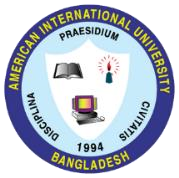 AMERICAN INTERNATIONAL UNIVERSITY
PRAESIDIUM
DISCIPLINA
CIVITATIS
1994
BANGLADESH